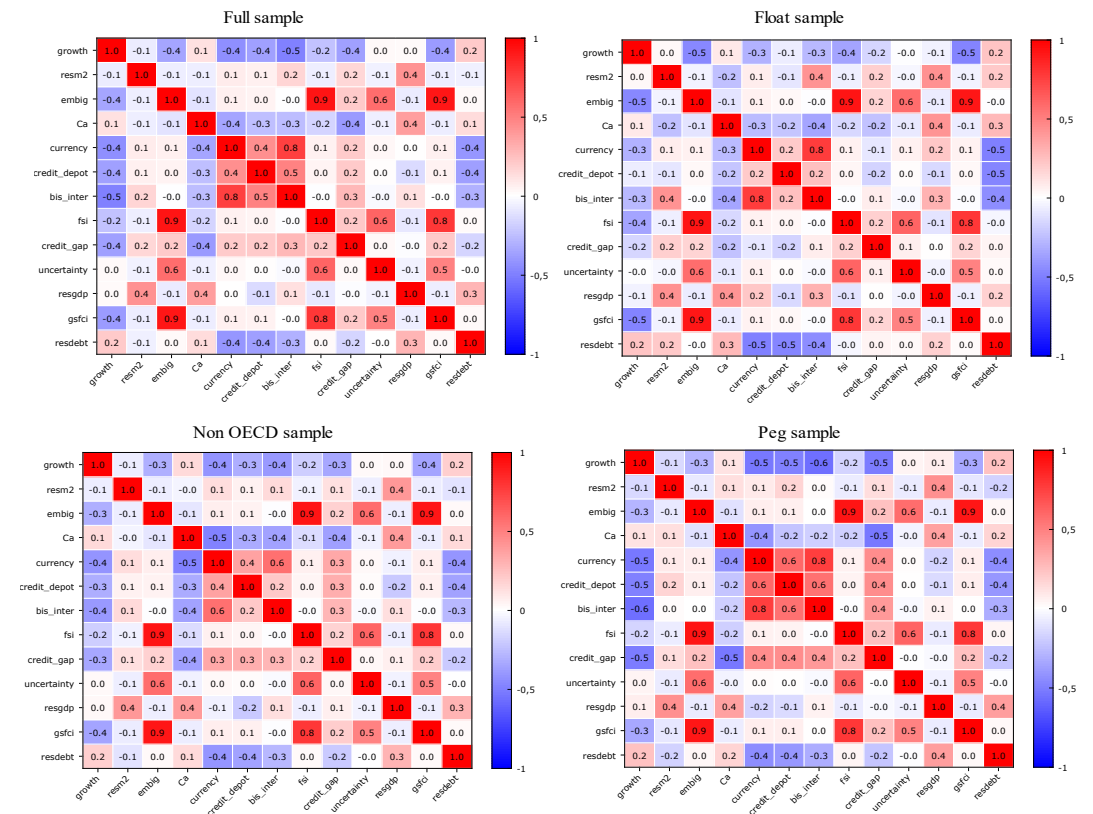 Full sample
growth 1.0 -0.1 -0.4 0.1 -0.4 -0.4 -0.5 -0.2 -0.4 0.0 0.0 -0.4 0.2
resm2 -0.1 1.0 -0.1 -0.1 0.1 0.1 0.2 -0.1 0.2 -0.1 0.4 -0.1 -0.1
embig -0.4 -0.1 1.0 -0.1 0.1 0.0 -0.0 0.9 0.2 0.6 -0.1 0.9 0.0
Ca 0.1 -0.1 -0.1 1.0 -0.4 -0.3 -0.3 -0.2 -0.4 -0.1 0.4 -0.1 0.1
currency -0.4 0.1 0.1 -0.4 1.0 0.4 0.8 0.1 0.2 0.0 0.0 0.1 -0.4
credit_depot -0.4 0.1 0.0 -0.3 0.4 1.0 0.5 0.0 0.2 0.0 -0.1 0.1 -0.4
bis_inter -0.5 0.2 -0.0 -0.3 0.8 0.5 1.0 -0.0 0.3 -0.0 0.1 -0.0 -0.3
fsi -0.2 -0.1 0.9 -0.2 0.1 0.0 -0.0 1.0 0.2 0.6 -0.1 0.8 0.0
credit_gap -0.4 0.2 0.2 -0.4 0.2 0.2 0.3 0.2 1.0 0.0 -0.0 0.2 -0.2
uncertainty 0.0 -0.1 0.6 -0.1 0.0 0.0 -0.0 0.6 0.0 1.0 -0.1 0.5 -0.0
resgdp 0.0 0.4 -0.1 0.4 0.0 -0.1 0.1 -0.1 -0.0 -0.1 1.0 -0.1 0.3
gsfci -0.4 -0.1 0.9 -0.1 0.1 0.1 -0.0 0.8 0.2 0.5 -0.1 1.0 0.0
resdebt 0.2 -0.1 0.0 0.1 -0.4 -0.4 -0.3 0.0 -0.2 -0.0 0.3 0.0 1.0
growth resm2 embig Ca currency credit_depot bis_inter fsi credit_gap uncertainty resgdp gsfci resdebt
1
0,5
0
-0,5
-1
Float sample
growth 1.0 0.0 -0.5 0.1 -0.3 -0.1 -0.3 -0.4 -0.2 -0.0 -0.1 -0.5 0.2
resm2 0.0 1.0 -0.1 -0.2 0.1 -0.1 0.4 -0.1 0.2 -0.0 0.4 -0.1 0.2
embig -0.5 -0.1 1.0 -0.1 0.1 0.0 -0.0 0.9 0.2 0.6 -0.1 0.9 -0.0
Ca 0.1 -0.2 -0.1 1.0 -0.3 -0.2 -0.4 -0.2 -0.2 -0.1 0.4 -0.1 0.3
currency -0.3 0.1 0.1 -0.3 1.0 0.2 0.8 0.1 -0.1 0.1 0.2 0.1 -0.5
credit_depot -0.1 -0.1 0.0 -0.2 0.2 1.0 0.2 0.0 -0.2 0.0 -0.1 0.0 -0.5
bis_inter -0.3 0.4 -0.0 -0.4 0.8 0.2 1.0 -0.0 0.1 -0.0 0.3 -0.0 -0.4
fsi -0.4 -0.1 0.9 -0.2 0.1 0.0 -0.0 1.0 0.2 0.6 -0.1 0.8 -0.0
credit_gap -0.2 0.2 0.2 -0.2 -0.1 -0.2 0.1 0.2 1.0 0.1 0.0 0.2 0.0
uncertainty -0.0 -0.0 0.6 -0.1 0.1 0.0 -0.0 0.6 0.1 1.0 -0.0 0.5 0.0
resgdp -0.1 0.4 -0.1 0.4 0.2 -0.1 0.3 -0.1 0.0 -0.0 1.0 -0.1 0.2
gsfci -0.5 -0.1 0.9 -0.1 0.1 0.0 -0.0 0.8 0.2 0.5 -0.1 1.0 0.0
resdebt 0.2 0.2 -0.0 0.3 -0.5 -0.5 -0.4 -0.0 0.0 0.0 0.2 0.0 1.0
growth resm2 embig Ca currency credit_depot bis_inter fsi credit_gap uncertainty resgdp gsfci resdebt
1
0,5
0
-0,5
-1
Non OECD sample
growth 1.0 -0.1 -0.3 0.1 -0.4 -0.3 -0.4 -0.2 -0.3 0.0 0.0 -0.4 0.2
resm2 -0.1 1.0 -0.1 -0.0 0.1 0.1 0.1 -0.1 0.1 -0.1 0.4 -0.1 -0.1
embig -0.3 -0.1 1.0 -0.1 0.1 0.1 -0.0 0.9 0.2 0.6 -0.1 0.9 0.0
Ca 0.1 -0.0 -0.1 1.0 -0.5 -0.3 -0.4 -0.2 -0.4 -0.1 0.4 -0.1 0.1
currency -0.4 0.1 0.1 -0.5 1.0 0.4 0.6 0.1 0.3 0.0 -0.1 0.1 -0.4
credit_depot -0.3 0.1 0.1 -0.3 0.4 1.0 0.2 0.0 0.3 0.0 -0.2 0.1 -0.4
bis_inter -0.4 0.1 -0.0 -0.4 0.6 0.2 1.0 -0.0 0.3 -0.0 0.1 -0.0 -0.3
fsi -0.2 -0.1 0.9 -0.2 0.1 0.0 -0.0 1.0 0.2 0.6 -0.1 0.8 0.0
credit_gap -0.3 0.1 0.2 -0.4 0.3 0.3 0.3 0.2 1.0 0.0 -0.1 0.2 -0.2
uncertainty 0.0 -0.1 0.6 -0.1 0.0 0.0 -0.0 0.6 0.0 1.0 -0.1 0.5 -0.0
resgdp 0.0 0.4 -0.1 0.4 -0.1 -0.2 0.1 -0.1 -0.1 -0.1 1.0 -0.1 0.3
gsfci -0.4 -0.1 0.9 -0.1 0.1 0.1 -0.0 0.8 0.2 0.5 -0.1 1.0 0.0
resdebt 0.2 -0.1 0.0 0.1 -0.4 -0.4 -0.3 0.0 -0.2 -0.0 0.3 0.0 1.0
growth resm2 embig Ca currency credit_depot bis_inter fsi credit_gap uncertainty resgdp gsfci resdebt
1
0,5
0
-0,5
-1
Peg sample
growth 1.0 -0.1 -0.3 0.1 -0.5 -0.5 -0.6 -0.2 -0.5 0.0 0.1 -0.3 0.2
resm2 -0.1 1.0 -0.1 0.1 0.1 0.2 0.0 -0.1 0.1 -0.1 0.4 -0.1 -0.2
embig -0.3 -0.1 1.0 -0.1 0.1 0.1 0.0 0.9 0.2 0.6 -0.1 0.9 0.0
Ca 0.1 0.1 -0.1 1.0 -0.4 -0.2 -0.2 -0.2 -0.5 -0.0 0.4 -0.1 0.2
currency -0.5 0.1 0.1 -0.4 1.0 0.6 0.8 0.1 0.4 0.0 -0.2 0.1 -0.4
credit_depot -0.5 0.2 0.1 -0.2 0.6 1.0 0.6 0.0 0.4 0.0 -0.1 0.1 -0.4
bis_inter -0.6 0.0 0.0 -0.2 0.8 0.6 1.0 -0.0 0.4 -0.0 -0.1 0.0 -0.3
fsi -0.2 -0.1 0.9 -0.2 0.1 0.0 -0.0 1.0 0.2 0.6 -0.1 0.8 0.0
credit_gap -0.5 0.1 0.2 -0.5 0.4 0.4 0.4 0.2 1.0 -0.0 -0.0 0.2 -0.2
uncertainty 0.0 -0.1 0.6 -0.0 0.0 0.0 -0.0 0.6 -0.0 1.0 -0.1 0.5 -0.0
resgdp 0.1 0.4 -0.1 0.4 -0.2 -0.1 -0.1 -0.1 -0.0 -0.1 1.0 -0.1 0.4
gsfci -0.3 -0.1 0.9 -0.1 0.1 0.1 0.0 0.8 0.2 0.5 -0.1 1.0 0.0
resdebt 0.2 -0.2 0.0 0.2 -0.4 -0.4 -0.3 0.0 -0.2 -0.0 0.4 0.0 1.0
growth resm2 embig Ca currency credit_depot bis_inter fsi credit_gap uncertainty resgdp gsfci resdebt
1
0,5
0
-0,5
-1